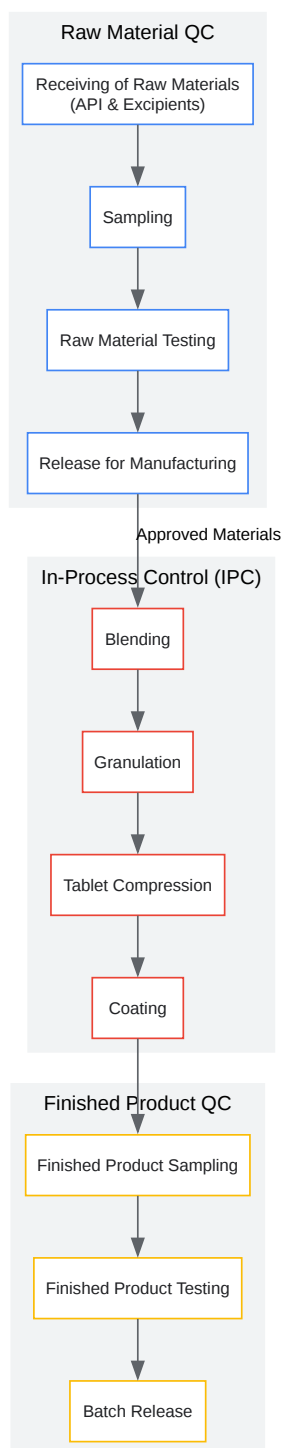 Raw Material QC
Receiving of Raw Materials
(API & Excipients)
Sampling
Raw Material Testing
Release for Manufacturing
Approved Materials
In-Process Control (IPC)
Blending
Granulation
Tablet Compression
Coating
Finished Product QC
Finished Product Sampling
Finished Product Testing
Batch Release